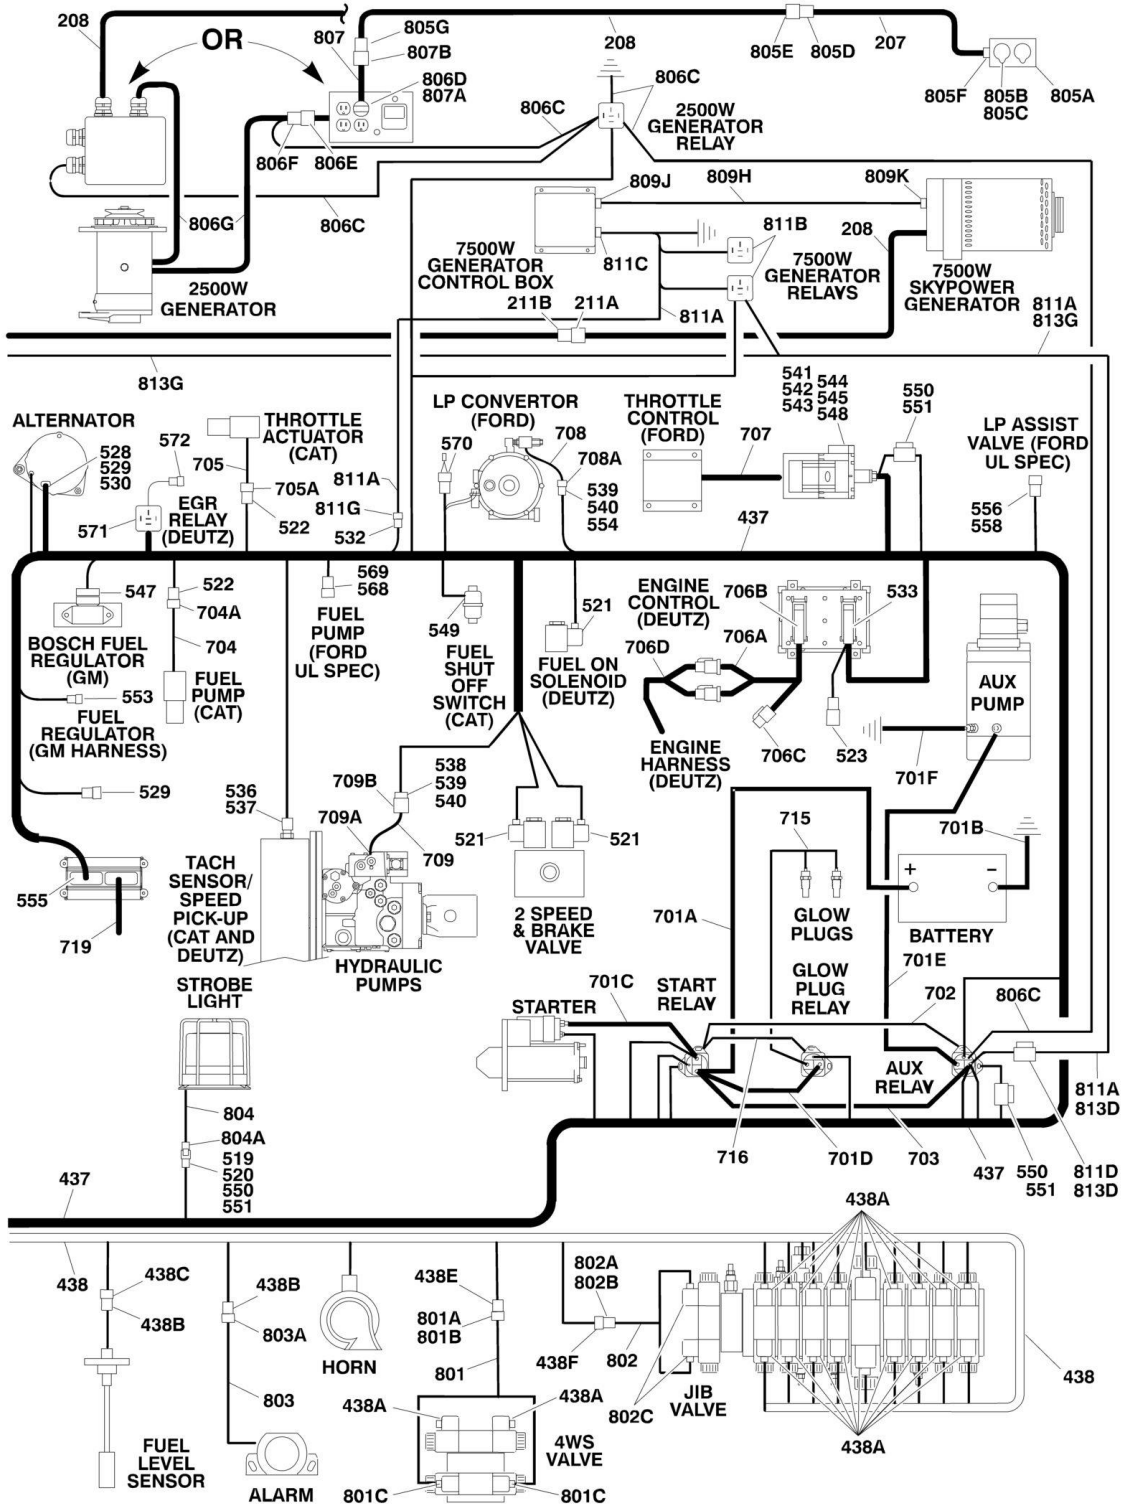 208
OR
807
805G
807B
208
805E
805D
207
806D
807A
806C
806C
2500W
GENERATOR
RELAY
805F
805B
805C
805A
806F
806E
806G
806C
809J
809H
809K
811B
208
2500W
GENERATOR
7500W
GENERATOR
CONTROL BOX
811C
7500W
GENERATOR
RELAYS
7500W
SKYPOWER
GENERATOR
211B
211A
811A
811A
813G
813G
ALTERNATOR
528
529
530
572
THROTTLE
ACTUATOR
(CAT)
705
LP CONVERTOR
(FORD)
570
708
708A
THROTTLE
CONTROL
(FORD)
707
541
542
543
544
545
548
550
551
LP ASSIST
VALVE (FORD
UL SPEC)
571
EGR
RELAY
(DEUTZ)
705A
522
811A
811G
532
539
540
554
437
556
558
547
522
704A
569
568
ENGINE
CONTROL
(DEUTZ)
706B
533
BOSCH FUEL
REGULATOR
(GM)
704
FUEL
PUMP
(CAT)
FUEL
PUMP
(FORD
UL SPEC)
549
FUEL
SHUT
OFF
SWITCH
(CAT)
521
FUEL ON
SOLENOID
(DEUTZ)
706D
706A
AUX
PUMP
553
FUEL
REGULATOR
(GM HARNESS)
ENGINE
HARNESS
(DEUTZ)
706C
523
701F
529
536
537
709B
538
539
540
709A
709
521
521
715
701B
555
719
TACH
SENSOR/
SPEED
PICK-UP
(CAT AND
DEUTZ)
HYDRAULIC
PUMPS
2 SPEED
& BRAKE
VALVE
701A
GLOW
PLUGS
+
-
BATTERY
STROBE
LIGHT
STARTER
701C
START
RELAY
GLOW
PLUG
RELAY
701E
702
806C
AUX
RELAY
811A
813D
804
804A
519
520
550
551
716
701D
703
437
550
551
811D
813D
437
438A
438
438C
438B
438B
803A
438E
801A
801B
802A
802B
438F
802
HORN
801
438
803
438A
438A
802C
JIB
VALVE
438A
FUEL
LEVEL
SENSOR
ALARM
4WS
VALVE
801C
801C